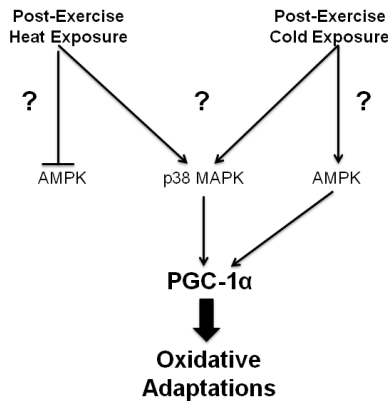 Post-Exercise
Heat Exposure
Post-Exercise
Cold Exposure
?
?
?
AMPK
p38 MAPK
AMPK
PGC-1α
Oxidative
Adaptations